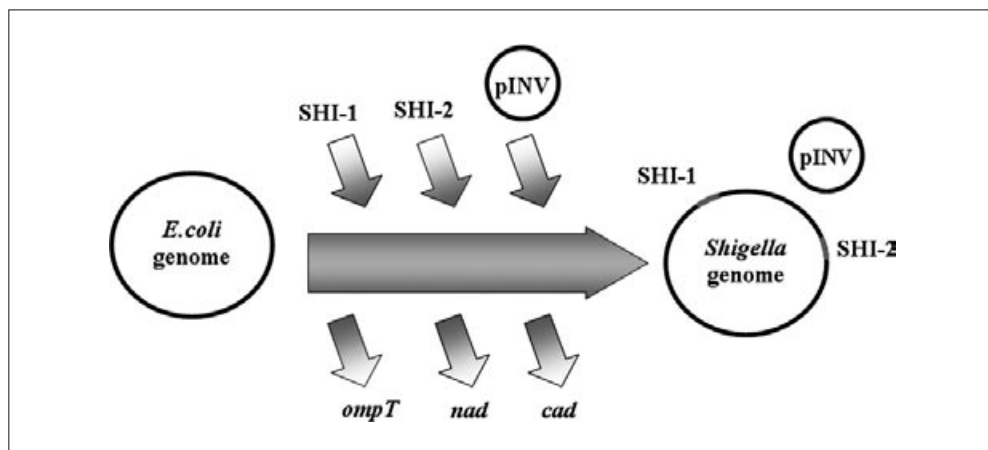 pINV
SHI-1
SHI-2
pINV
SHI-1
E.coli
genome
Shigella
genome
SHI-2
ompT
nad
cad